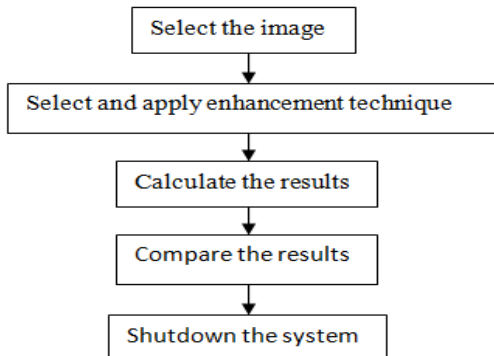 Select the image
Select and apply enhancement technique
Calculate the results
Compare the results
Shutdown the system